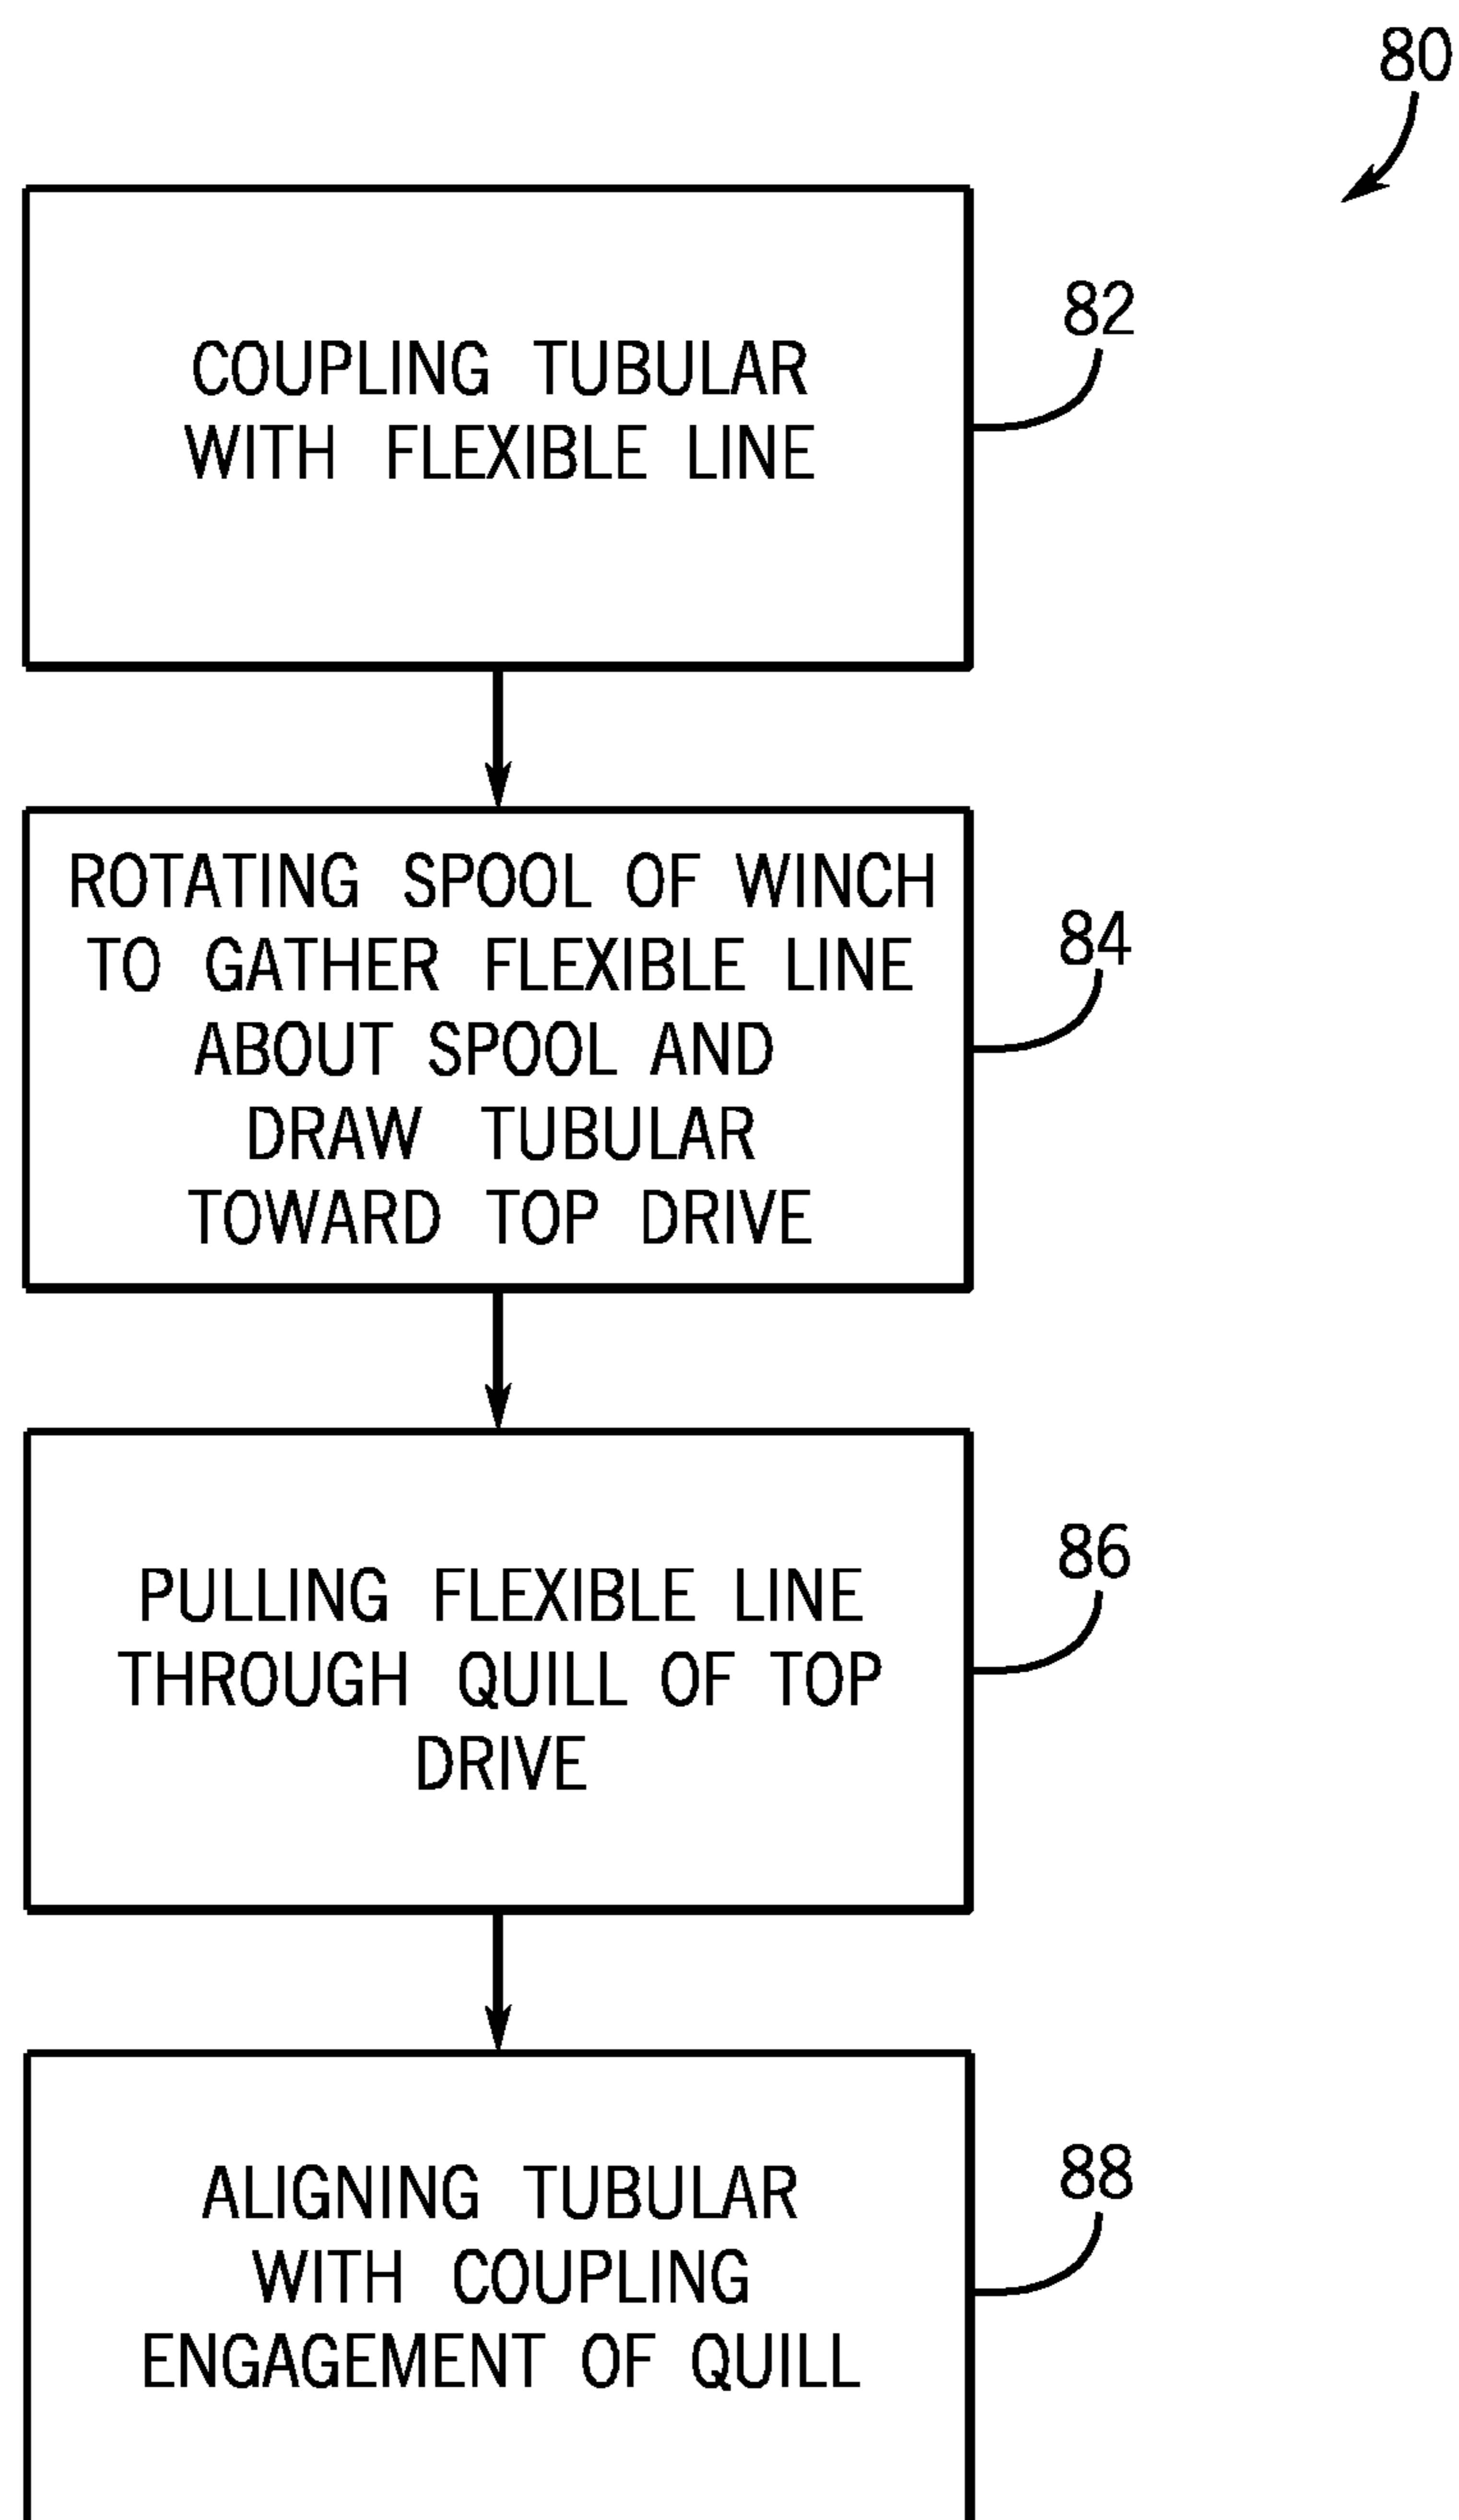 80
COUPLING TUBULAR
WITH FLEXIBLE LINE
82
ROTATING SPOOL OF WINCH
TO GATHER FLEXIBLE LINE
ABOUT SPOOL AND
DRAW TUBULAR
TOWARD TOP DRIVE
84
PULLING FLEXIBLE LINE
THROUGH QUILL OF TOP
DRIVE
86
ALIGNING TUBULAR
WITH COUPLING
ENGAGEMENT OF QUILL
88